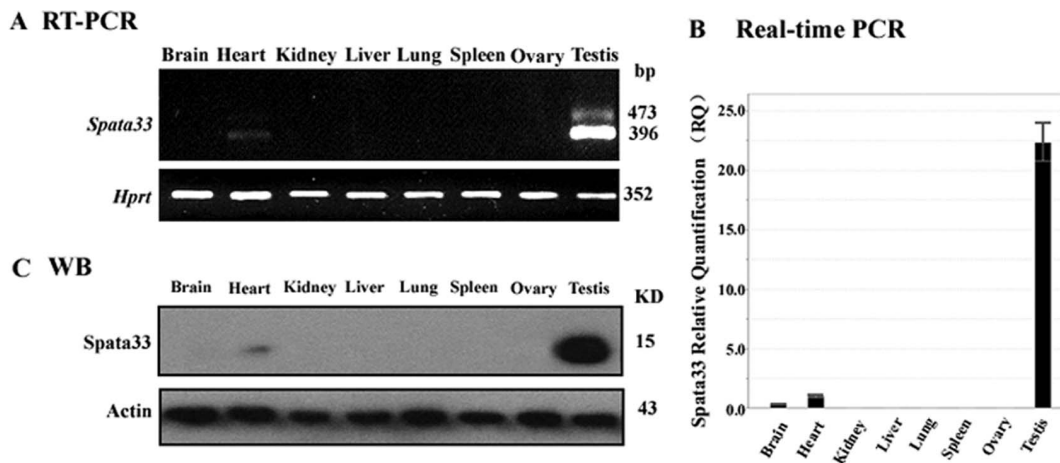 A RT-PCR
Brain Heart Kidney Liver Lung Spleen Ovary Testis
bp
Spata33
473
396
Hprt
352
C WB
Brain Heart Kidney Liver Lung Spleen Ovary Testis
KD
Spata33
15
Actin
43
B Real-time PCR
Spata33 Relative Quantification (RQ)
25.0
20.0
15.0
10.0
5.0
0.0
Brain Heart Kidney Liver Lung Spleen Ovary Testis